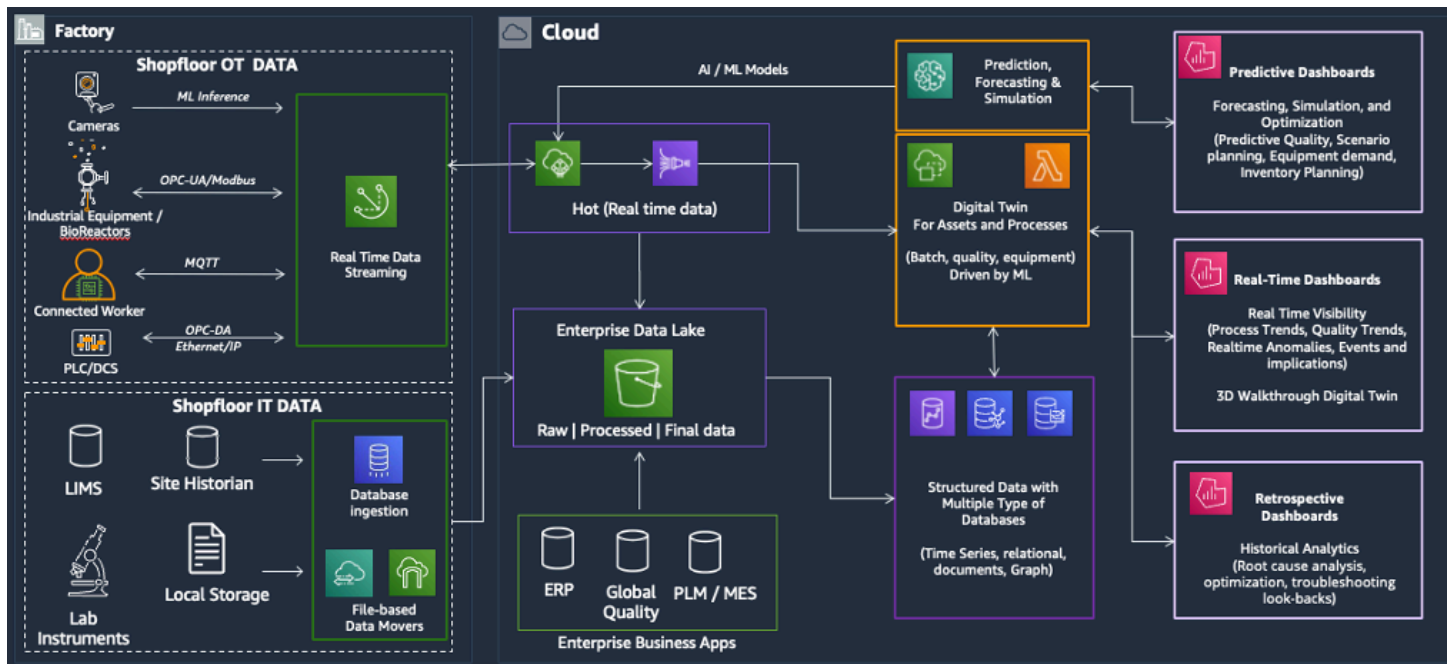 Factory
Shopfloor OT DATA
Cameras
ML Inference
Industrial Equipment /
BioReactors
OPC-UA/Modbus
Connected Worker
MQTT
PLC/DCS
OPC-DA
Ethernet/IP
Real Time Data
Streaming
Shopfloor IT DATA
LIMS
Site Historian
Lab
Instruments
Local Storage
Database
ingestion
File-based
Data Movers
Cloud
AI / ML Models
Hot (Real time data)
Enterprise Data Lake
Raw | Processed | Final data
ERP
Global
Quality
PLM / MES
Enterprise Business Apps
Prediction,
Forecasting &
Simulation
Digital Twin
For Assets and Processes
(Batch, quality, equipment)
Driven by ML
Structured Data with
Multiple Type of
Databases
(Time Series, relational,
documents, Graph)
Predictive Dashboards
Forecasting, Simulation, and
Optimization
(Predictive Quality, Scenario
planning, Equipment demand,
Inventory Planning)
Real-Time Dashboards
Real Time Visibility
(Process Trends, Quality Trends,
Realtime Anomalies, Events and
implications)
3D Walkthrough Digital Twin
Retrospective
Dashboards
Historical Analytics
(Root cause analysis,
optimization, troubleshooting
look-backs)